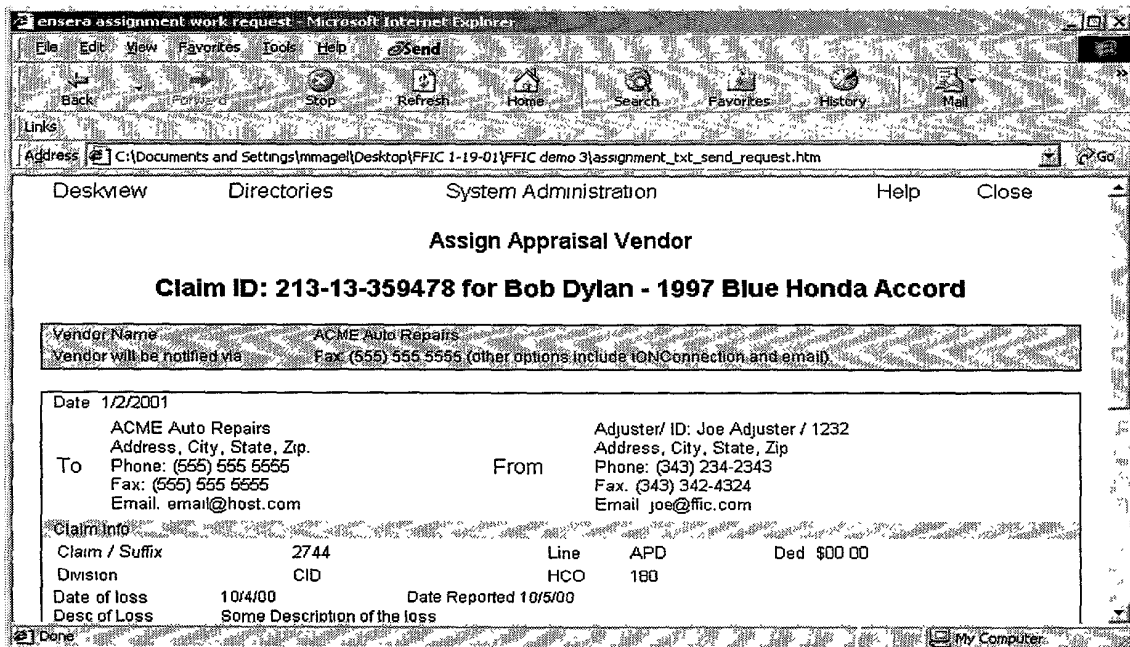 ensera assignment work request - Microsoft Internet Explorer
File Edit View Favorites Tools Help Send
Back Forward Stop Refresh Home Search Favorites History Mail
Links
Address C:\Documents and Settings\mmagel\Desktop\FFIC 1-19-01\FFIC demo 3\assignment_txt_send_request.htm Go
Deskview Directories System Administration Help Close
Assign Appraisal Vendor
Claim ID: 213-13-359478 for Bob Dylan - 1997 Blue Honda Accord
Vendor Name ACME Auto Repairs
Vendor will be notified via Fax: (555) 555 5555 (other options include iONConnection and email)
Date 1/2/2001
ACME Auto Repairs Adjuster/ ID: Joe Adjuster / 1232
Address, City, State, Zip. Address, City, State, Zip
To Phone: (555) 555 5555 From Phone: (343) 234-2343
Fax: (555) 555 5555 Fax. (343) 342-4324
Email. email@host.com Email joe@ffic.com
Claim Info
Claim / Suffix 2744 Line APD Ded $00 00
Division CID HCO 180
Date of loss 10/4/00 Date Reported 10/5/00
Desc of Loss Some Description of the loss
Done My Computer